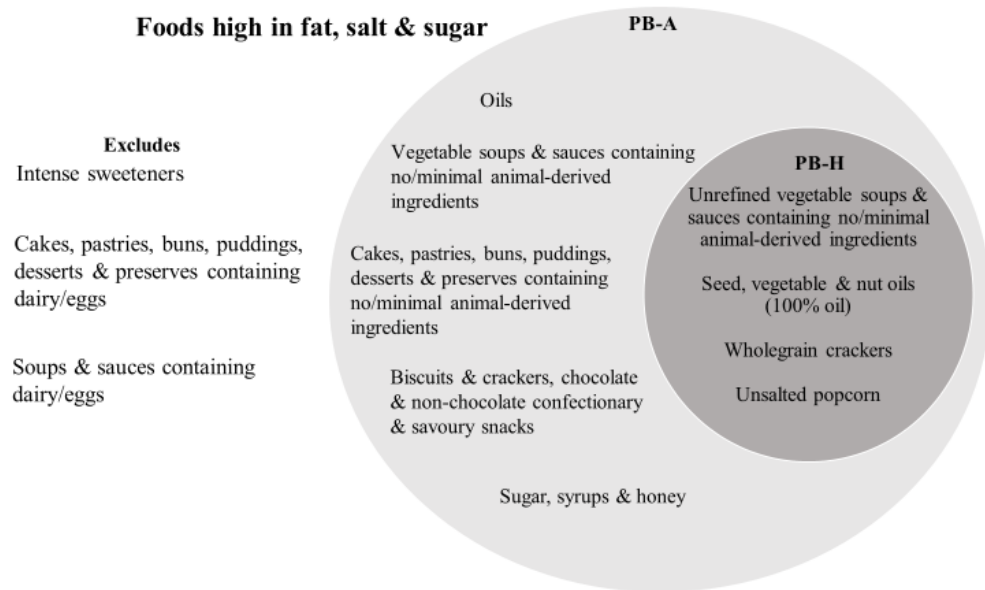 Foods high in fat, salt & sugar
Excludes
Intense sweeteners
Cakes, pastries, buns, puddings,
desserts & preserves containing
dairy/eggs
Soups & sauces containing
dairy/eggs
PB-A
Oils
Vegetable soups & sauces containing
no/minimal animal-derived
ingredients
Cakes, pastries, buns, puddings,
desserts & preserves containing
no/minimal animal-derived
ingredients
Biscuits & crackers, chocolate
& non-chocolate confectionary
& savoury snacks
Sugar, syrups & honey
PB-H
Unrefined vegetable soups &
sauces containing no/minimal
animal-derived ingredients
Seed, vegetable & nut oils
(100% oil)
Wholegrain crackers
Unsalted popcorn